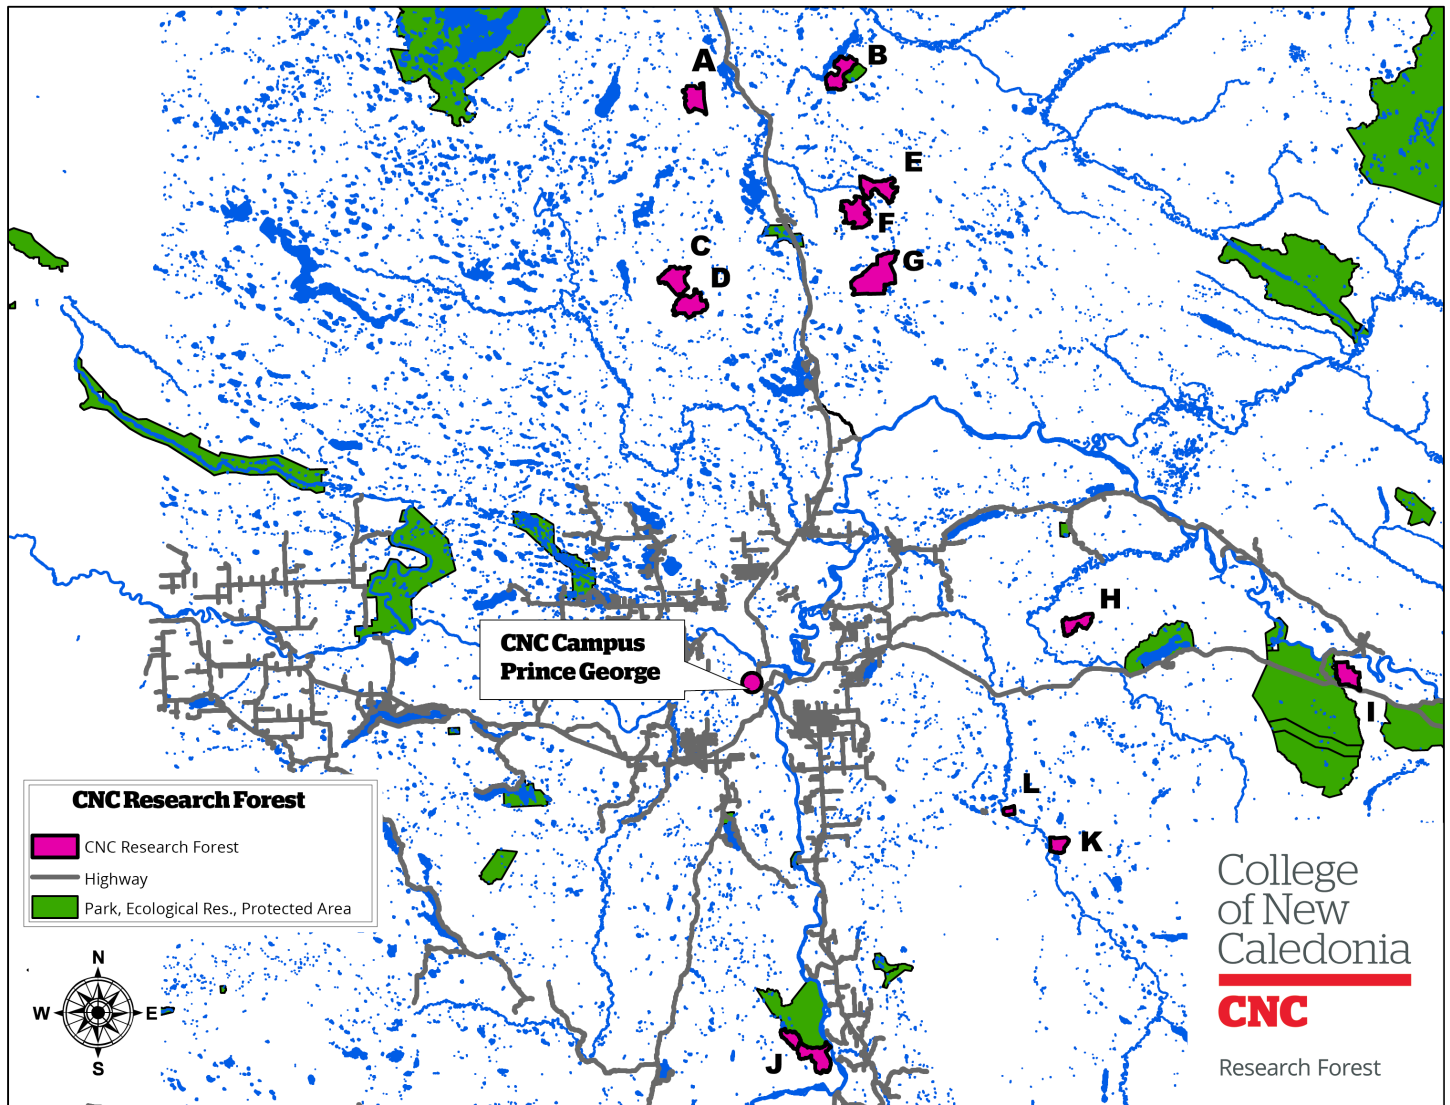 A
B
E
F
C
G
D
H
CNC Campus
Prince George
I
L
K
CNC Research Forest
CNC Research Forest
Highway
Park, Ecological Res., Protected Area
College
of New
Caledonia
CNC
Research Forest
N
W E
S
J